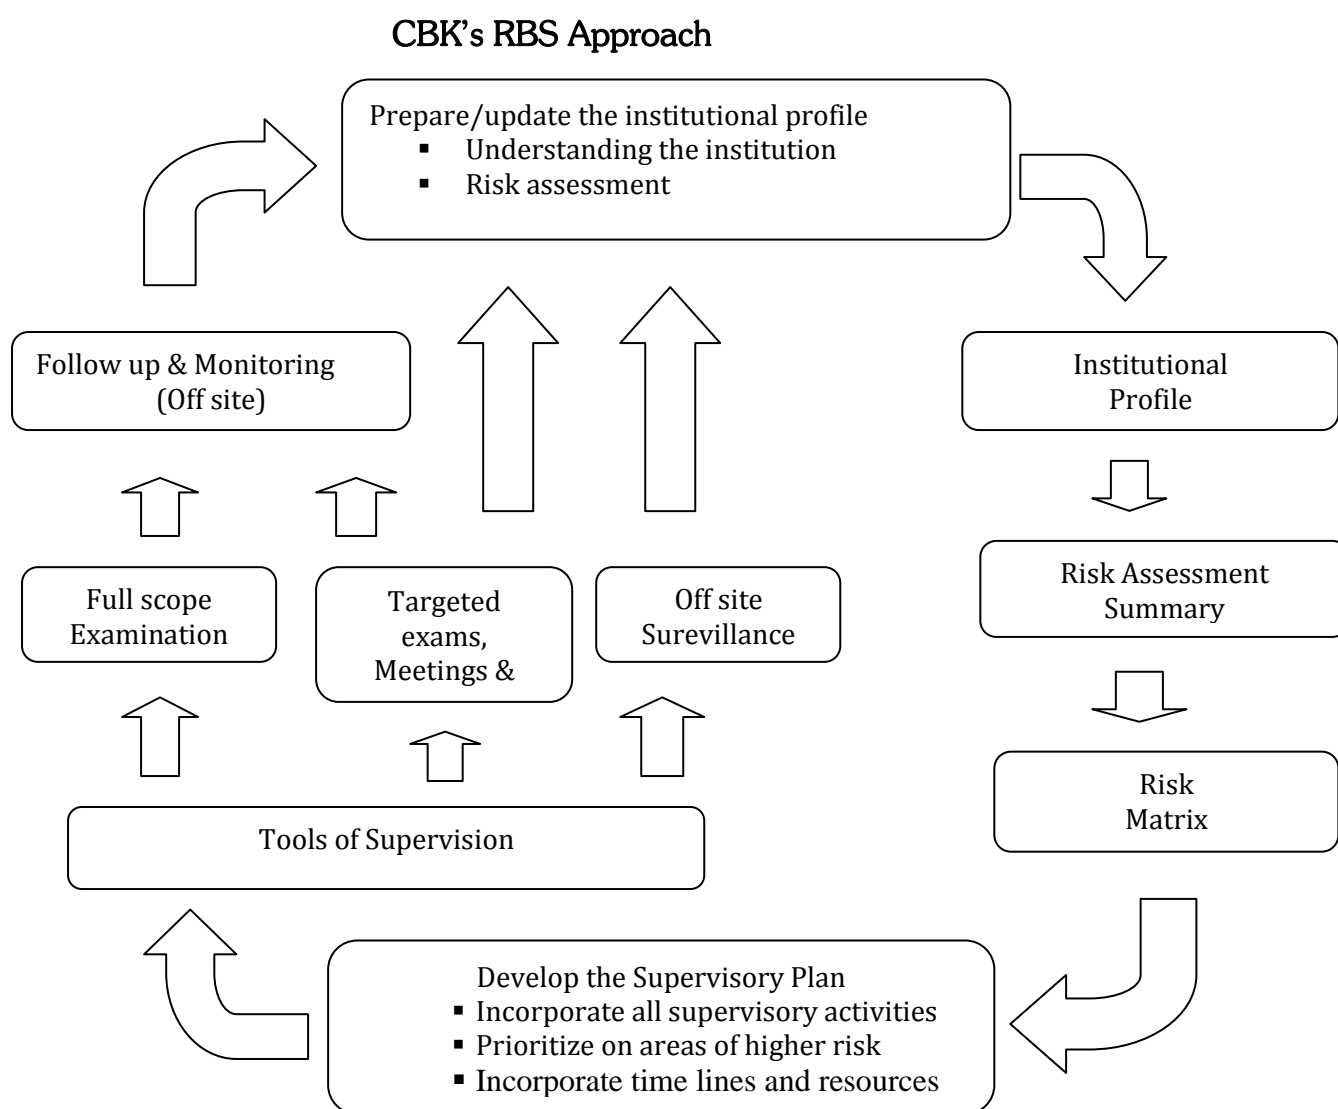 CBK's RBS Approach
Prepare/update the institutional profile
▪ Understanding the institution
▪ Risk assessment
Follow up & Monitoring
(Off site)
Institutional
Profile
Full scope
Examination
Targeted
exams,
Meetings &
Off site
Surevillance
Risk Assessment
Summary
Risk
Matrix
Tools of Supervision
Develop the Supervisory Plan
▪ Incorporate all supervisory activities
▪ Prioritize on areas of higher risk
▪ Incorporate time lines and resources